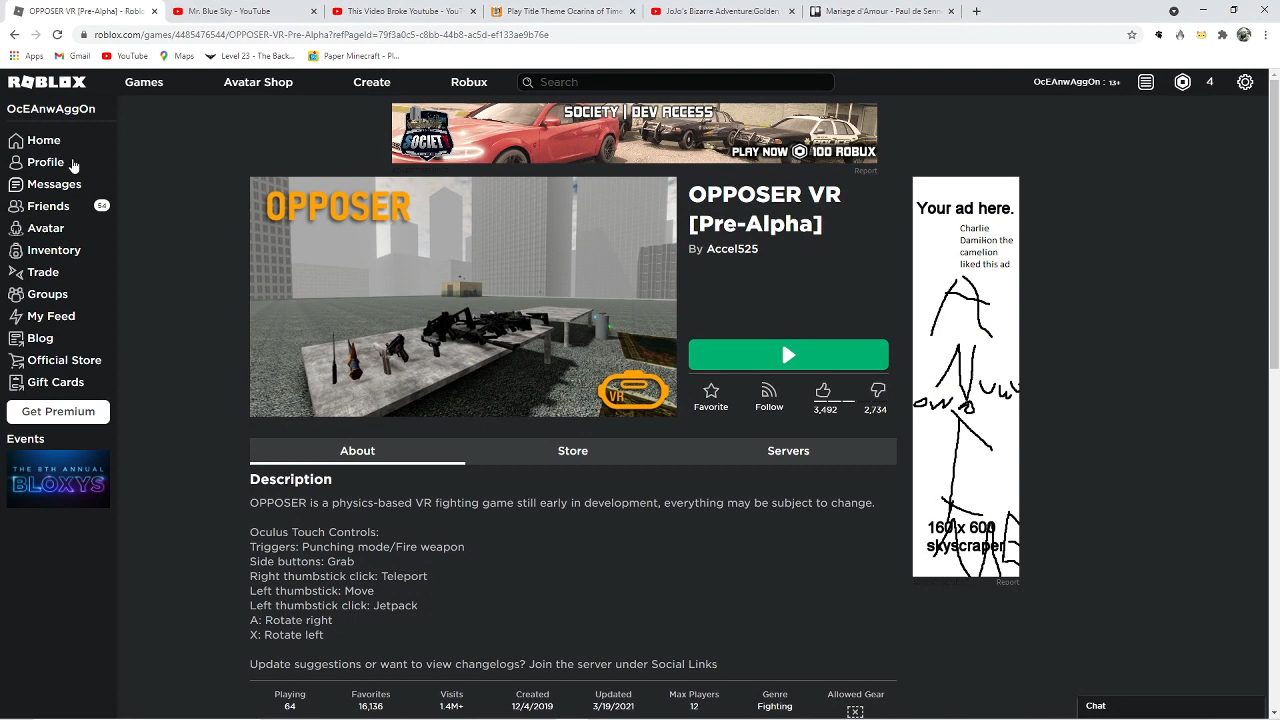 OPPOSER VR [Pre-Alpha] - Roblo
Mr. Blue Sky - YouTube
This Video Broke Youtube - YouT
Play Title Theme Ocarina of Time
JoJo's Bizarre Adventure:Golden
Mariage d'Amour - Paul de Senn
roblox.com/games/4485476544/OPPOSER-VR-Pre-Alpha?refPageId=79f3a0c5-c8bb-44b8-ac5d-ef133ae9b76e
Apps
Gmail
YouTube
Maps
Level 23 - The Back...
Paper Minecraft - Pl...
ROBLOX
Games
Avatar Shop
Create
Robux
Search
OcEAnwAggOn : 13+
4
OcEAnwAggOn
Home
Profile
Messages
Friends
54
Avatar
Inventory
Trade
Groups
My Feed
Blog
Official Store
Gift Cards
Get Premium
Events
THE 8TH ANNUAL
BLOXYS
SOCIETY | DEV ACCESS
SOCIETY
PLAY NOW 100 ROBUX
Report
OPPOSER
VR
OPPOSER VR
[Pre-Alpha]
By Accel525
Favorite
Follow
3,492
2,734
Your ad here.
Charlie
Damilion the
camelion
liked this ad
160 x 600
skyscraper
Report
About
Store
Servers
Description
OPPOSER is a physics-based VR fighting game still early in development, everything may be subject to change.
Oculus Touch Controls:
Triggers: Punching mode/Fire weapon
Side buttons: Grab
Right thumbstick click: Teleport
Left thumbstick: Move
Left thumbstick click: Jetpack
A: Rotate right
X: Rotate left
Update suggestions or want to view changelogs? Join the server under Social Links
Playing
Favorites
Visits
Created
Updated
Max Players
Genre
Allowed Gear
64
16,136
1.4M+
12/4/2019
3/19/2021
12
Fighting
Chat